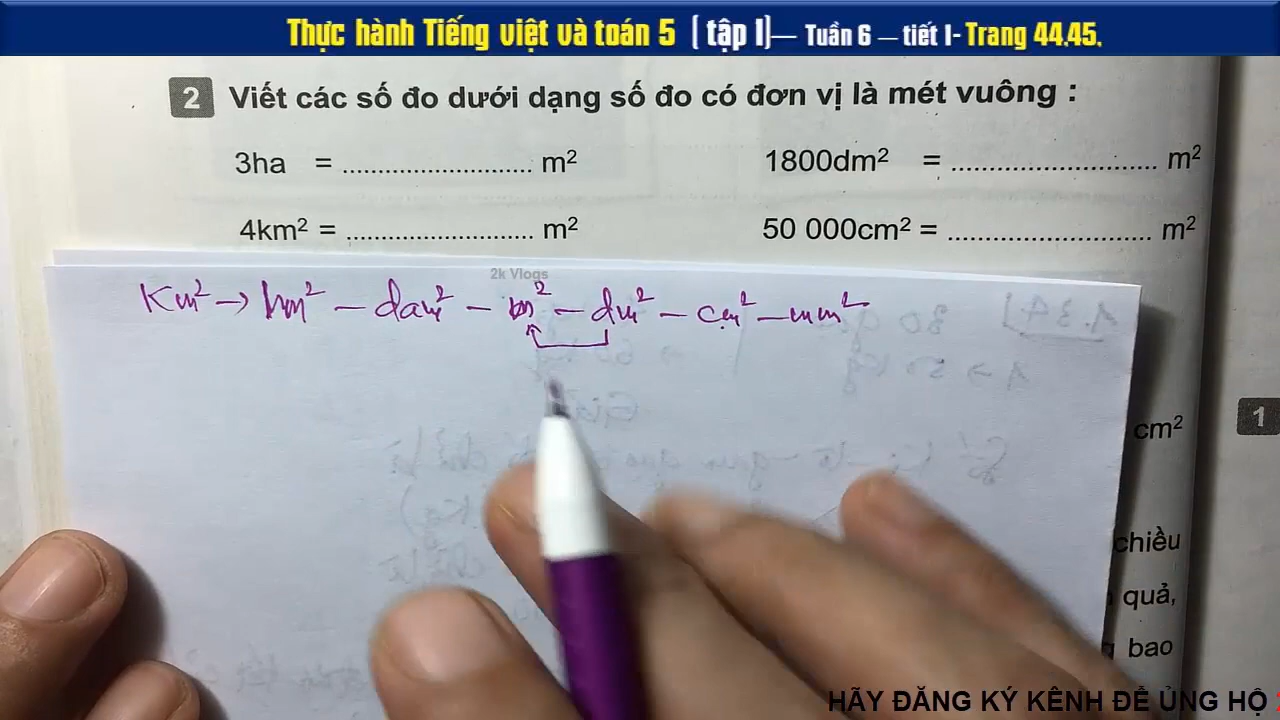 Thực hành Tiếng việt và toán 5 [ tập 1]— Tuần 6 – tiết 1- Trang 44,45.
2 Viết các số đo dưới dạng số đo có đơn vị là mét vuông :
3ha = ........................ m² 1800dm² = .......................... m²
4km² = ........................ m² 50 000cm² = .......................... m²
2k Vlogs
Km² → hm² – dam² – m² – dm² – cm² – mm²
cm²
1
chiều
quả,
bao
HÃY ĐĂNG KÝ KÊNH ĐỂ ỦNG HỘ